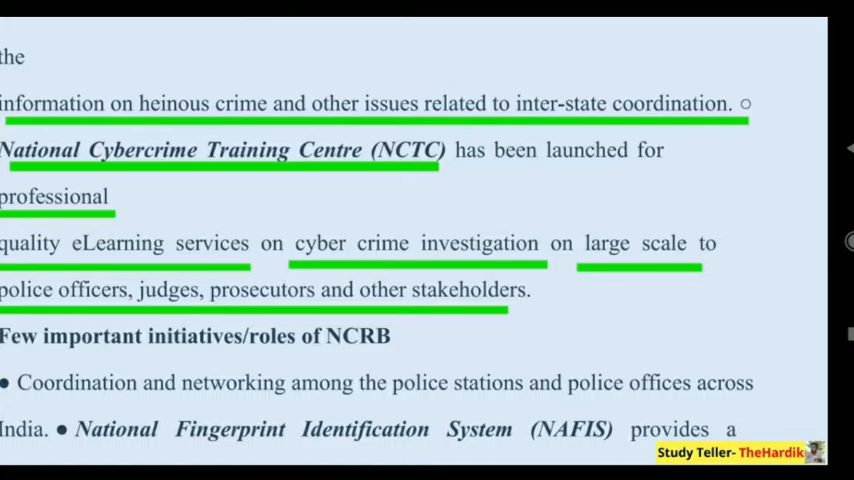 the
information on heinous crime and other issues related to inter-state coordination. ○
National Cybercrime Training Centre (NCTC) has been launched for
professional
quality eLearning services on cyber crime investigation on large scale to
police officers, judges, prosecutors and other stakeholders.
Few important initiatives/roles of NCRB
● Coordination and networking among the police stations and police offices across
India. ● National Fingerprint Identification System (NAFIS) provides a
Study Teller- TheHardik